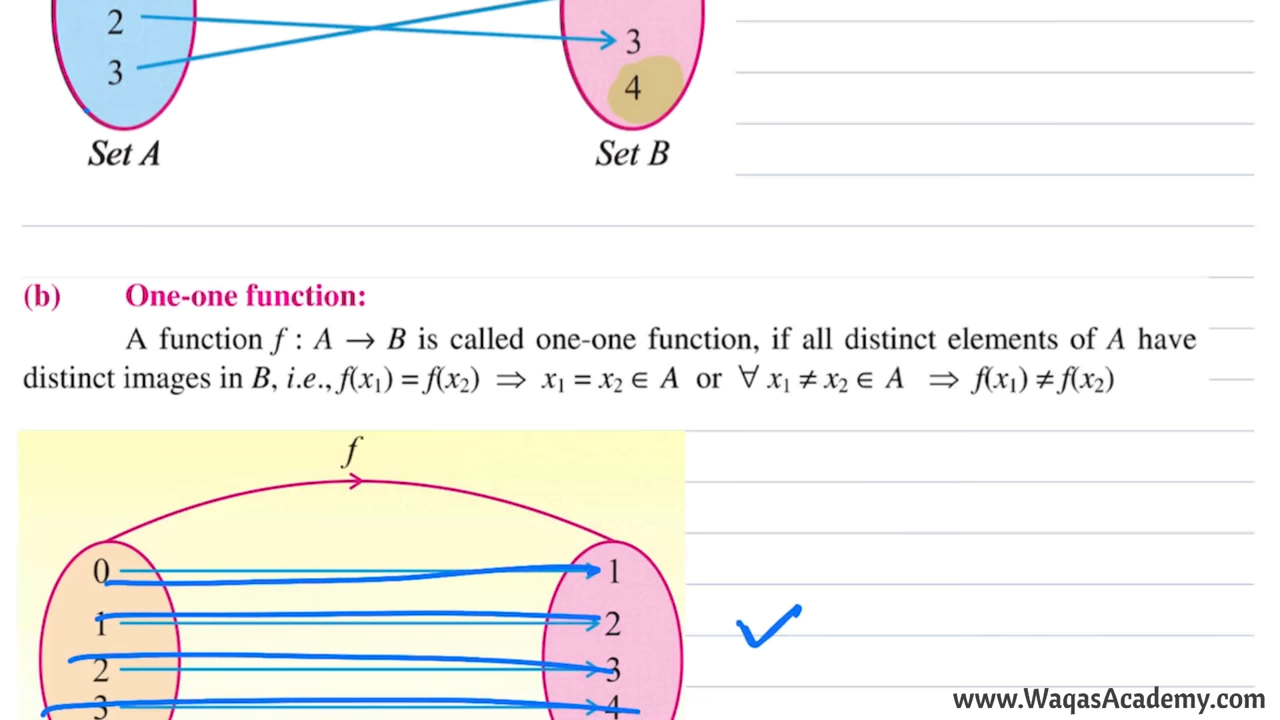 2
3
3
4
Set A
Set B
(b) One-one function:
A function f : A → B is called one-one function, if all distinct elements of A have
distinct images in B, i.e., f(x₁) = f(x₂) ⇒ x₁ = x₂ ∈ A or ∀ x₁ ≠ x₂ ∈ A ⇒ f(x₁) ≠ f(x₂)
f
0 1
1 2
2 3
3 4
www.WaqasAcademy.com